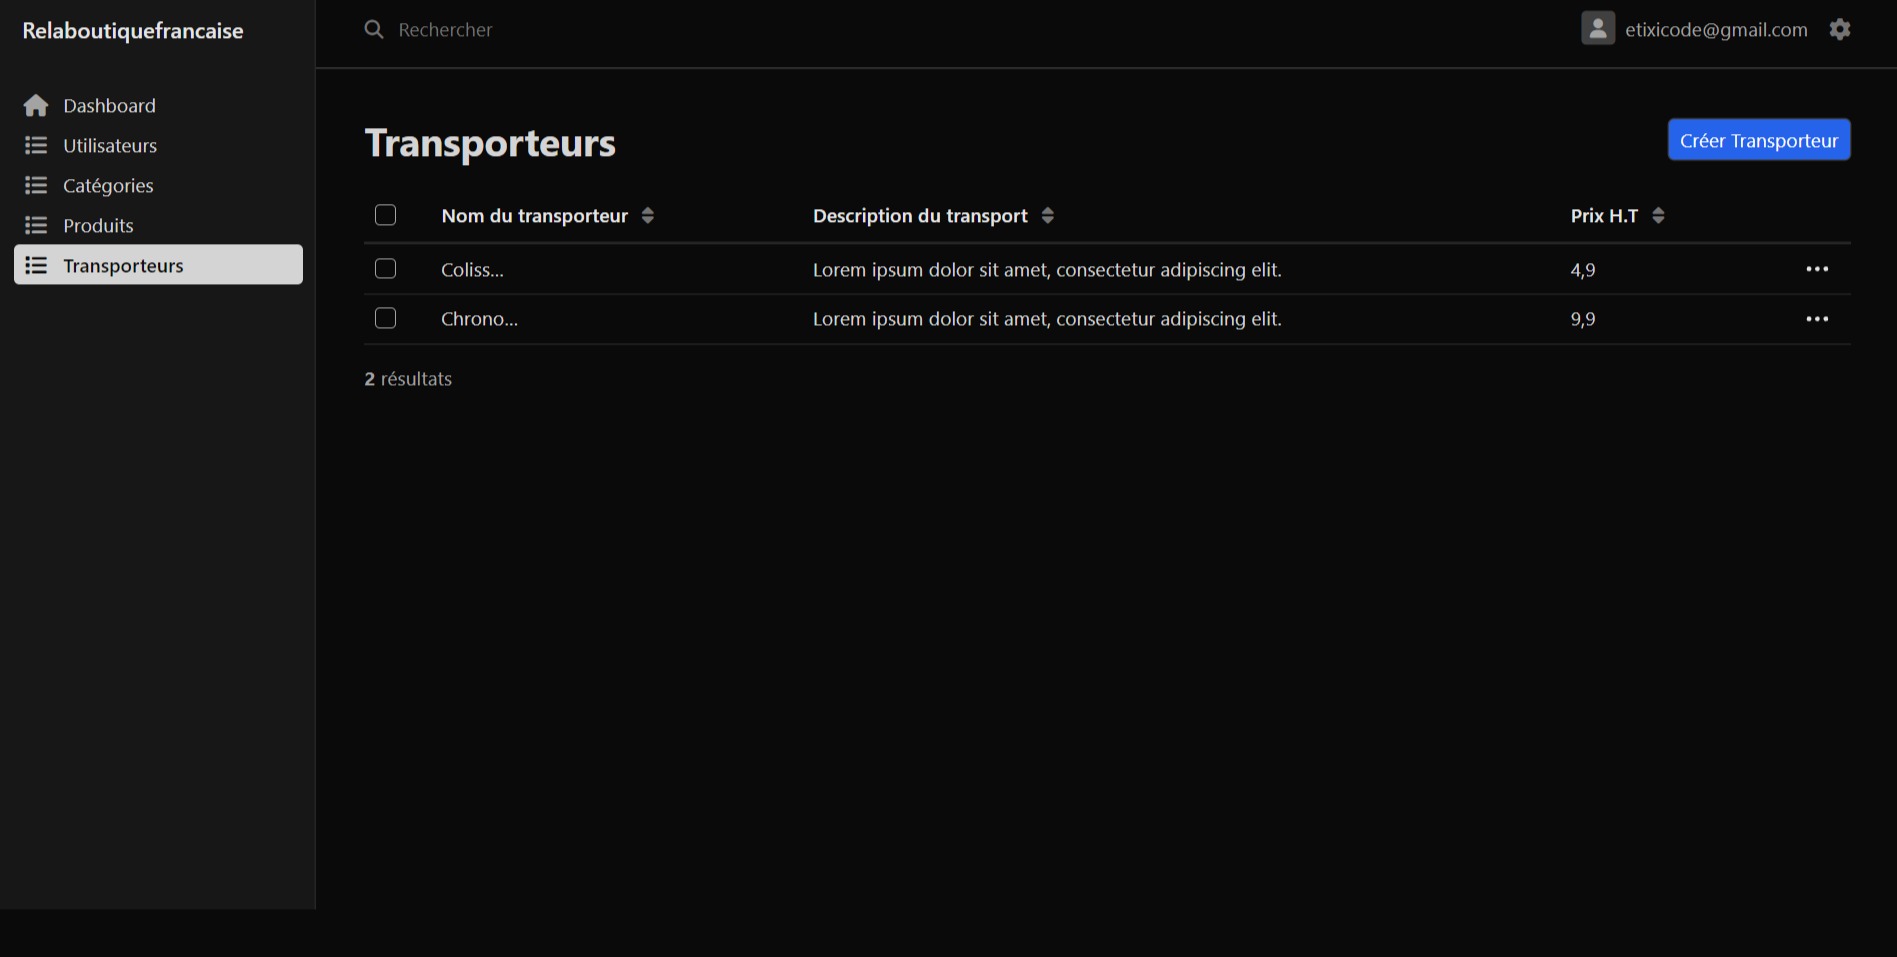 Relaboutiquefrancaise
Rechercher
etixicode@gmail.com
Dashboard
Utilisateurs
Catégories
Produits
Transporteurs
Transporteurs
Créer Transporteur
Nom du transporteur Description du transport Prix H.T
Coliss... Lorem ipsum dolor sit amet, consectetur adipiscing elit. 4,9
Chrono... Lorem ipsum dolor sit amet, consectetur adipiscing elit. 9,9
2 résultats